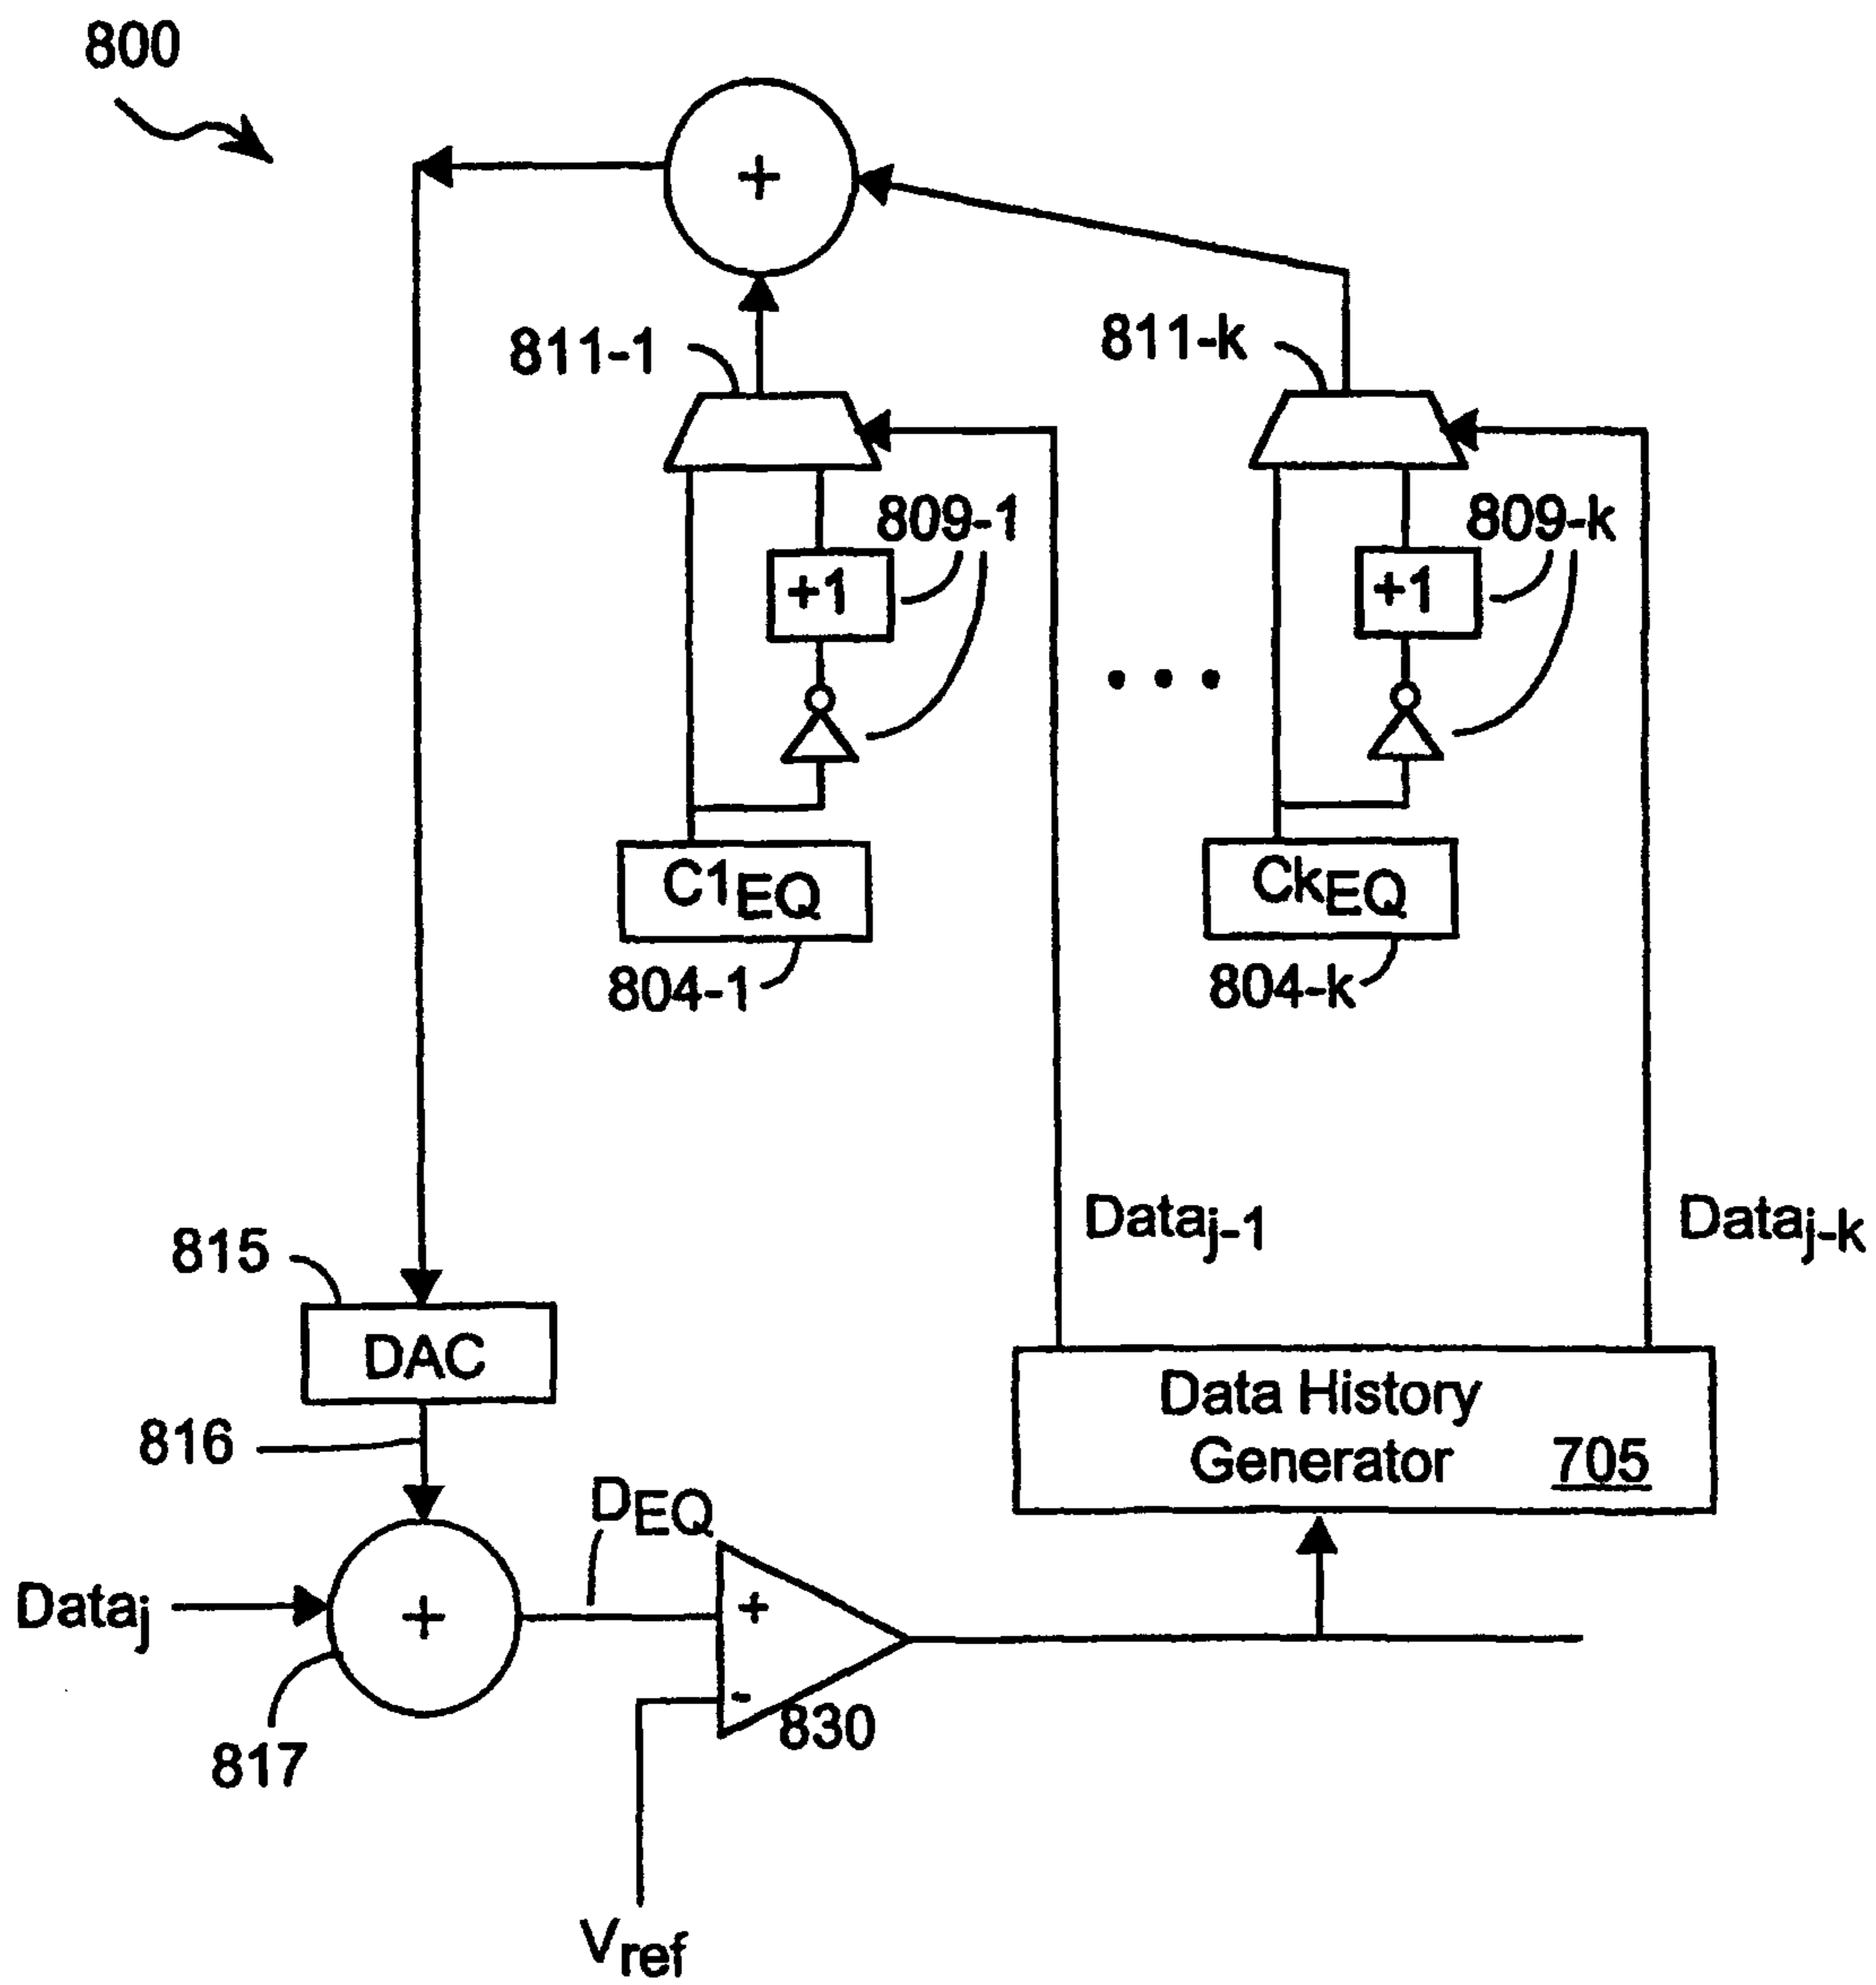 800
+
811-1
811-k
809-1
809-k
+1
+1
C1EQ
CkEQ
804-1
804-k
Dataj-1
Dataj-k
815
DAC
Data History
Generator 705
816
DEQ
Dataj
+
+
-
830
817
Vref